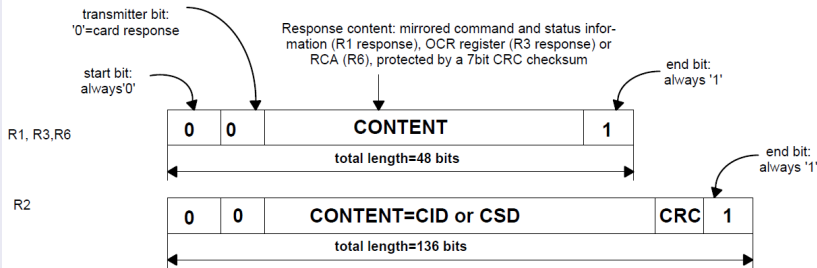 transmitter bit:
'0'=card response
Response content: mirrored command and status infor-
mation (R1 response), OCR register (R3 response) or
RCA (R6), protected by a 7bit CRC checksum
start bit:
always'0'
end bit:
always '1'
R1, R3,R6
0 0 CONTENT 1
total length=48 bits
end bit:
always '1'
R2
0 0 CONTENT=CID or CSD CRC 1
total length=136 bits